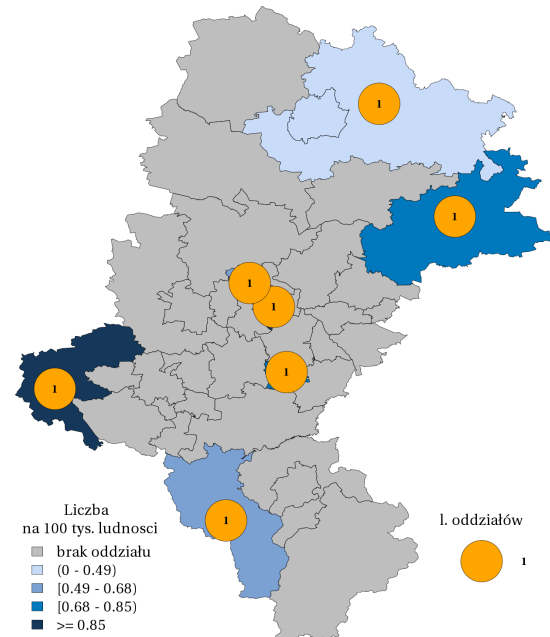 1
1
1
1
1
1
1
Liczba
na 100 tys. ludnosci
brak oddziału
(0 - 0.49)
[0.49 - 0.68)
[0.68 - 0.85)
>= 0.85
l. oddziałów
1